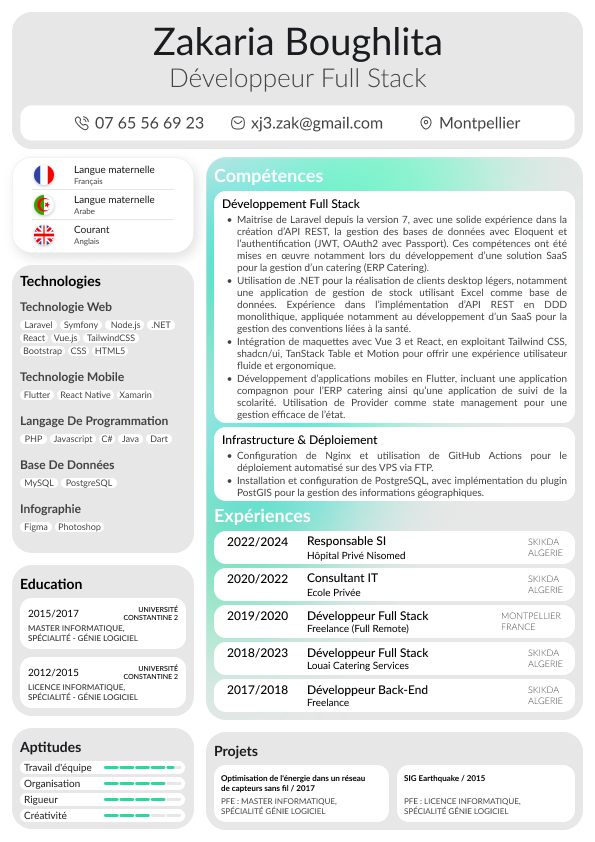 Zakaria Boughlita
Développeur Full Stack
07 65 56 69 23
xj3.zak@gmail.com
Montpellier
Langue maternelle
Français
Langue maternelle
Arabe
Courant
Anglais
Technologies
Technologie Web
Laravel Symfony Node.js .NET
React Vue.js TailwindCSS
Bootstrap CSS HTML5
Technologie Mobile
Flutter React Native Xamarin
Langage De Programmation
PHP Javascript C# Java Dart
Base De Données
MySQL PostgreSQL
Infographie
Figma Photoshop
Education
2015/2017
UNIVERSITÉ
CONSTANTINE 2
MASTER INFORMATIQUE,
SPÉCIALITÉ - GÉNIE LOGICIEL
2012/2015
UNIVERSITÉ
CONSTANTINE 2
LICENCE INFORMATIQUE,
SPÉCIALITÉ - GÉNIE LOGICIEL
Aptitudes
Travail d'équipe
Organisation
Rigueur
Créativité
Compétences
Développement Full Stack
• Maitrise de Laravel depuis la version 7, avec une solide expérience dans la
création d'API REST, la gestion des bases de données avec Eloquent et
l'authentification (JWT, OAuth2 avec Passport). Ces compétences ont été
mises en œuvre notamment lors du développement d'une solution SaaS
pour la gestion d'un catering (ERP Catering).
• Utilisation de .NET pour la réalisation de clients desktop légers, notamment
une application de gestion de stock utilisant Excel comme base de
données. Expérience dans l'implémentation d'API REST en DDD
monolithique, appliquée notamment au développement d'un SaaS pour la
gestion des conventions liées à la santé.
• Intégration de maquettes avec Vue 3 et React, en exploitant Tailwind CSS,
shadcn/ui, TanStack Table et Motion pour offrir une expérience utilisateur
fluide et ergonomique.
• Développement d'applications mobiles en Flutter, incluant une application
compagnon pour l'ERP catering ainsi qu'une application de suivi de la
scolarité. Utilisation de Provider comme state management pour une
gestion efficace de l'état.
Infrastructure & Déploiement
• Configuration de Nginx et utilisation de GitHub Actions pour le
déploiement automatisé sur des VPS via FTP.
• Installation et configuration de PostgreSQL, avec implémentation du plugin
PostGIS pour la gestion des informations géographiques.
Expériences
2022/2024
Responsable SI
Hôpital Privé Nisomed
SKIKDA
ALGERIE
2020/2022
Consultant IT
Ecole Privée
SKIKDA
ALGERIE
2019/2020
Développeur Full Stack
Freelance (Full Remote)
MONTPELLIER
FRANCE
2018/2023
Développeur Full Stack
Louai Catering Services
SKIKDA
ALGERIE
2017/2018
Développeur Back-End
Freelance
SKIKDA
ALGERIE
Projets
Optimisation de l'énergie dans un réseau
de capteurs sans fil / 2017
PFE : MASTER INFORMATIQUE,
SPÉCIALITÉ GÉNIE LOGICIEL
SIG Earthquake / 2015
PFE : LICENCE INFORMATIQUE,
SPÉCIALITÉ GÉNIE LOGICIEL